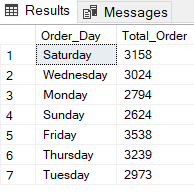 Results Messages
Order_Day Total_Order
1 Saturday 3158
2 Wednesday 3024
3 Monday 2794
4 Sunday 2624
5 Friday 3538
6 Thursday 3239
7 Tuesday 2973